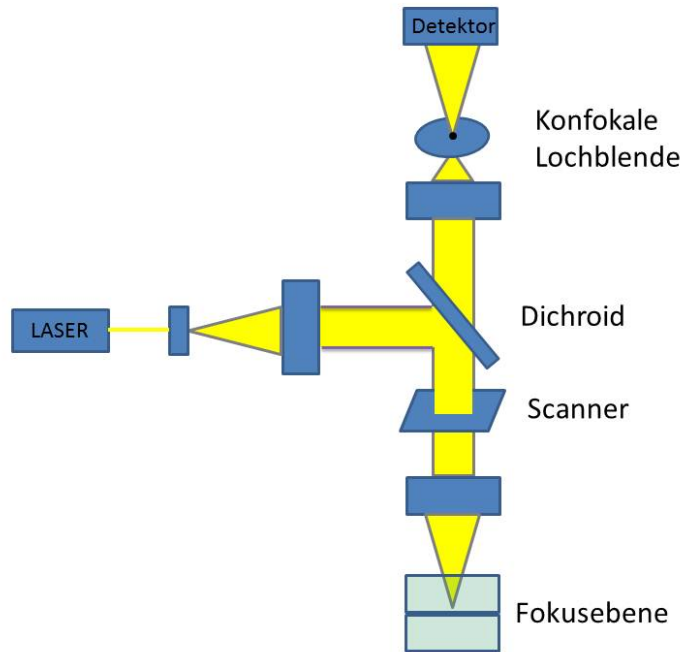 Detektor
Konfokale
Lochblende
LASER
Dichroid
Scanner
Fokusebene